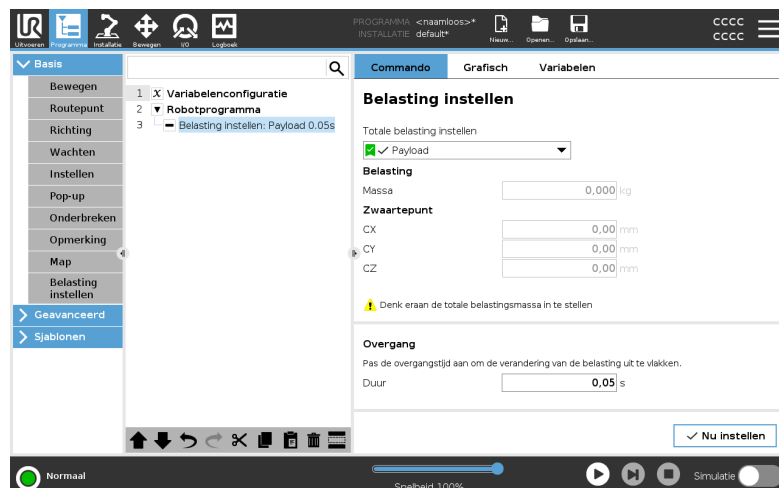 UR
PROGRAMMA <naamloos>*
INSTALLATIE default*
CCCC
CCCC
Uitvoeren Programma Installatie Bewegen I/O Logboek Nieuw... Openen... Opslaan...
Basis
Bewegen
Routepunt
Richting
Wachten
Instellen
Pop-up
Onderbreken
Opmerking
Map
Belasting
instellen
Geavanceerd
Sjablonen
1 X Variabelenconfiguratie
2 Robotprogramma
3 Belasting instellen: Payload 0.05s
Commando Grafisch Variabelen
Belasting instellen
Totale belasting instellen
Payload
Belasting
Massa 0,000 kg
Zwaartepunt
CX 0,00 mm
CY 0,00 mm
CZ 0,00 mm
Denk eraan de totale belastingsmassa in te stellen
Overgang
Pas de overgangstijd aan om de verandering van de belasting uit te vlakken.
Duur 0,05 s
Nu instellen
Normaal
Snelheid 100%
Simulatie